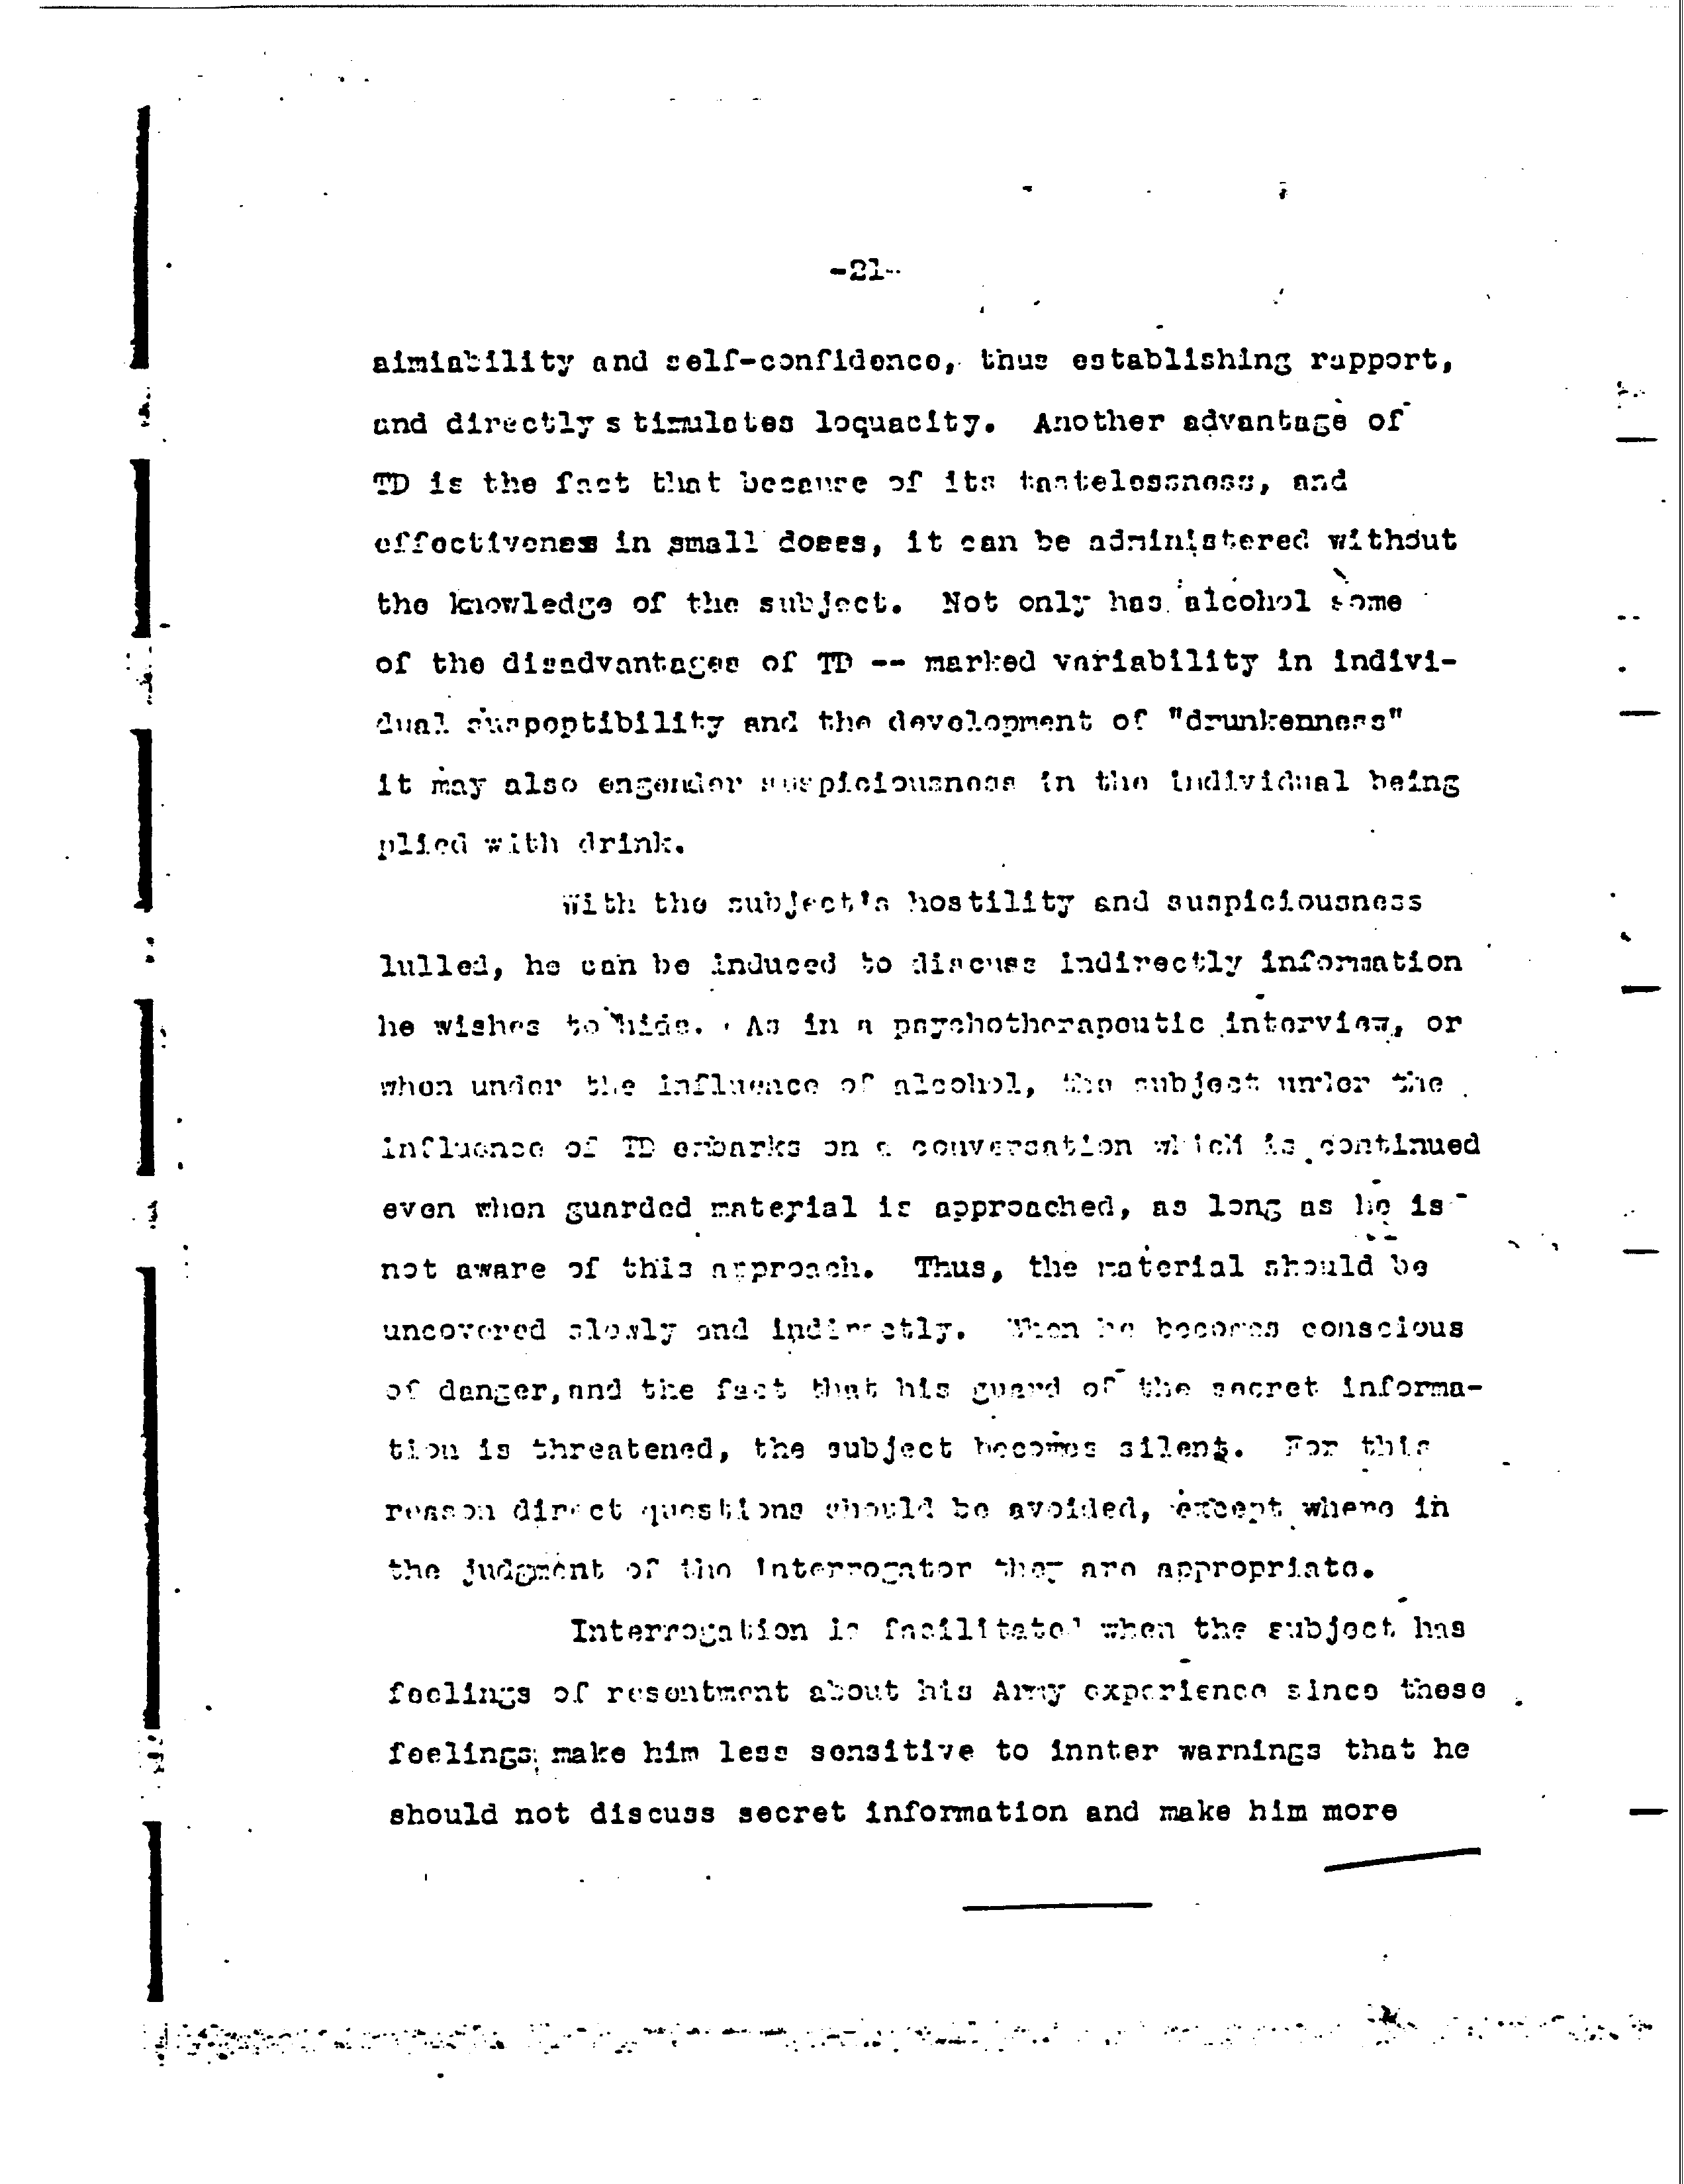 -21-
aimiability and self-confidence, thus establishing rapport,
and directly stimulates loquacity. Another advantage of
TD is the fact that because of its tastelessness, and
effectiveness in small doses, it can be administered without
the knowledge of the subject. Not only has alcohol some
of the disadvantages of TD -- marked variability in indivi-
dual suspeptibility and the development of "drunkenness"
it may also engender suspiciousness in the individual being
plied with drink.
With the subject's hostility and suspiciousness
lulled, he can be induced to discuss indirectly information
he wishes to hide. As in a psychotherapeutic interview, or
when under the influence of alcohol, the subject under the
influence of TD embarks on a conversation which is continued
even when guarded material is approached, as long as he is
not aware of this approach. Thus, the material should be
uncovered slowly and indirectly. When he becomes conscious
of danger, and the fact that his guard of the secret informa-
tion is threatened, the subject becomes silent. For this
reason direct questions should be avoided, except where in
the judgment of the interrogator they are appropriate.
Interrogation is facilitated when the subject has
feelings of resentment about his Army experience since these
feelings make him less sensitive to innter warnings that he
should not discuss secret information and make him more